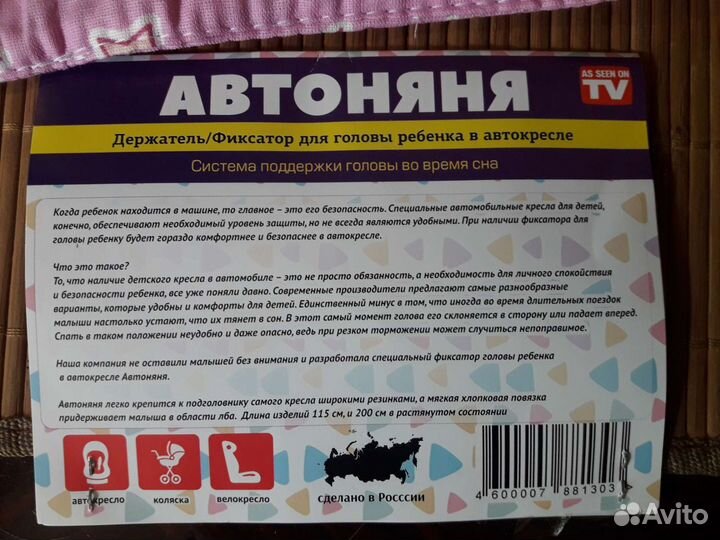 АВТОНЯНЯ
AS SEEN ON
TV
Держатель/Фиксатор для головы ребенка в автокресле
Система поддержки головы во время сна
Когда ребенок находится в машине, то главное – это его безопасность. Специальные автомобильные кресла для детей,
конечно, обеспечивают необходимый уровень защиты, но не всегда являются удобными. При наличии фиксатора для
головы ребенку будет гораздо комфортнее и безопаснее в автокресле.
Что это такое?
То, что наличие детского кресла в автомобиле – это не просто обязанность, а необходимость для личного спокойствия
и безопасности ребенка, все уже поняли давно. Современные производители предлагают самые разнообразные
варианты, которые удобны и комфорты для детей. Единственный минус в том, что иногда во время длительных поездок
малыши настолько устают, что их тянет в сон. В этот самый момент голова его склоняется в сторону или падает вперед.
Спать в таком положении неудобно и даже опасно, ведь при резком торможении может случиться непоправимое.
Наша компания не оставили малышей без внимания и разработала специальный фиксатор головы ребенка
в автокресле Автоняня.
Автоняня легко крепится к подголовнику самого кресла широкими резинками, а мягкая хлопковая повязка
придерживает малыша в области лба. Длина изделий 115 см, и 200 см в растянутом состоянии
автокресло
коляска
велокресло
сделано в Росссии
4 600007 881303
Avito